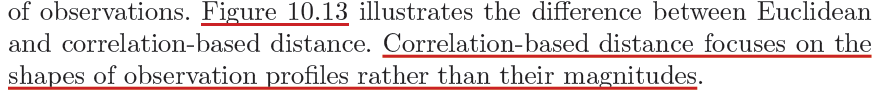 of observations. Figure 10.13 illustrates the difference between Euclidean
and correlation-based distance. Correlation-based distance focuses on the
shapes of observation profiles rather than their magnitudes.